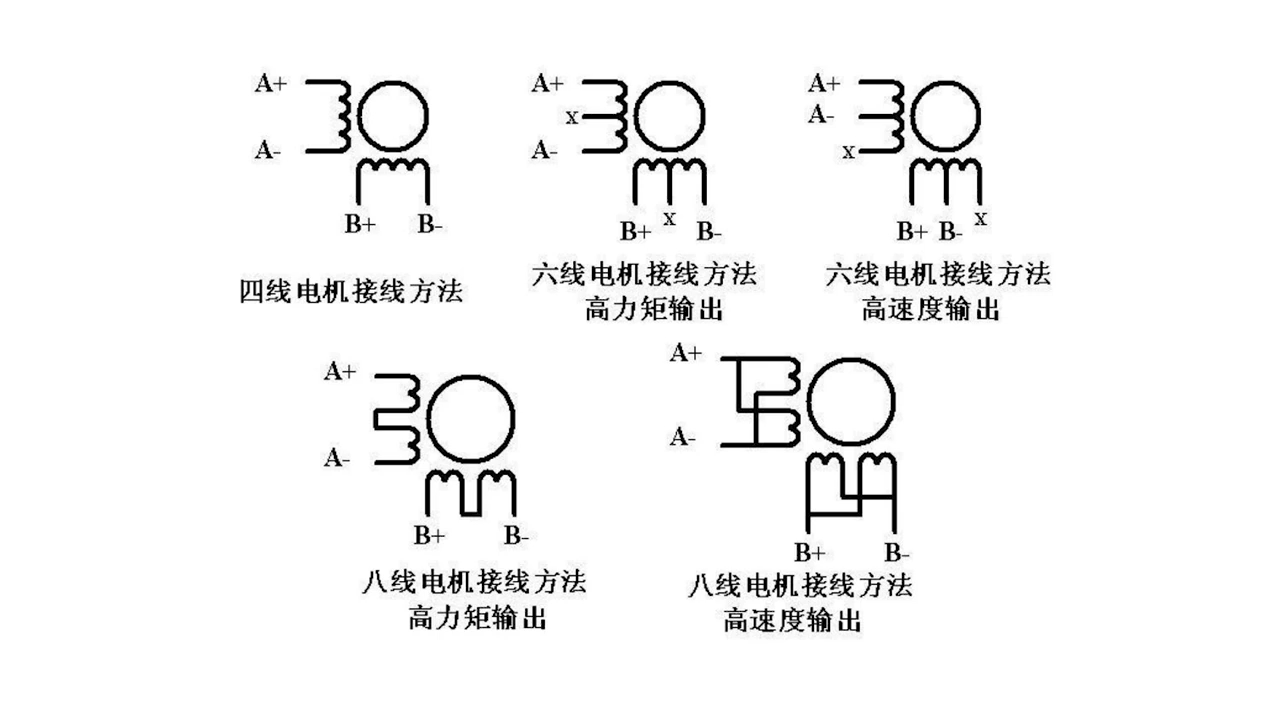 A+
A-
B+ B-
四线电机接线方法
A+
x
A-
B+ x B-
六线电机接线方法
高力矩输出
A+
A-
x
B+ B- x
六线电机接线方法
高速度输出
A+
A-
B+ B-
八线电机接线方法
高力矩输出
A+
A-
B+ B-
八线电机接线方法
高速度输出